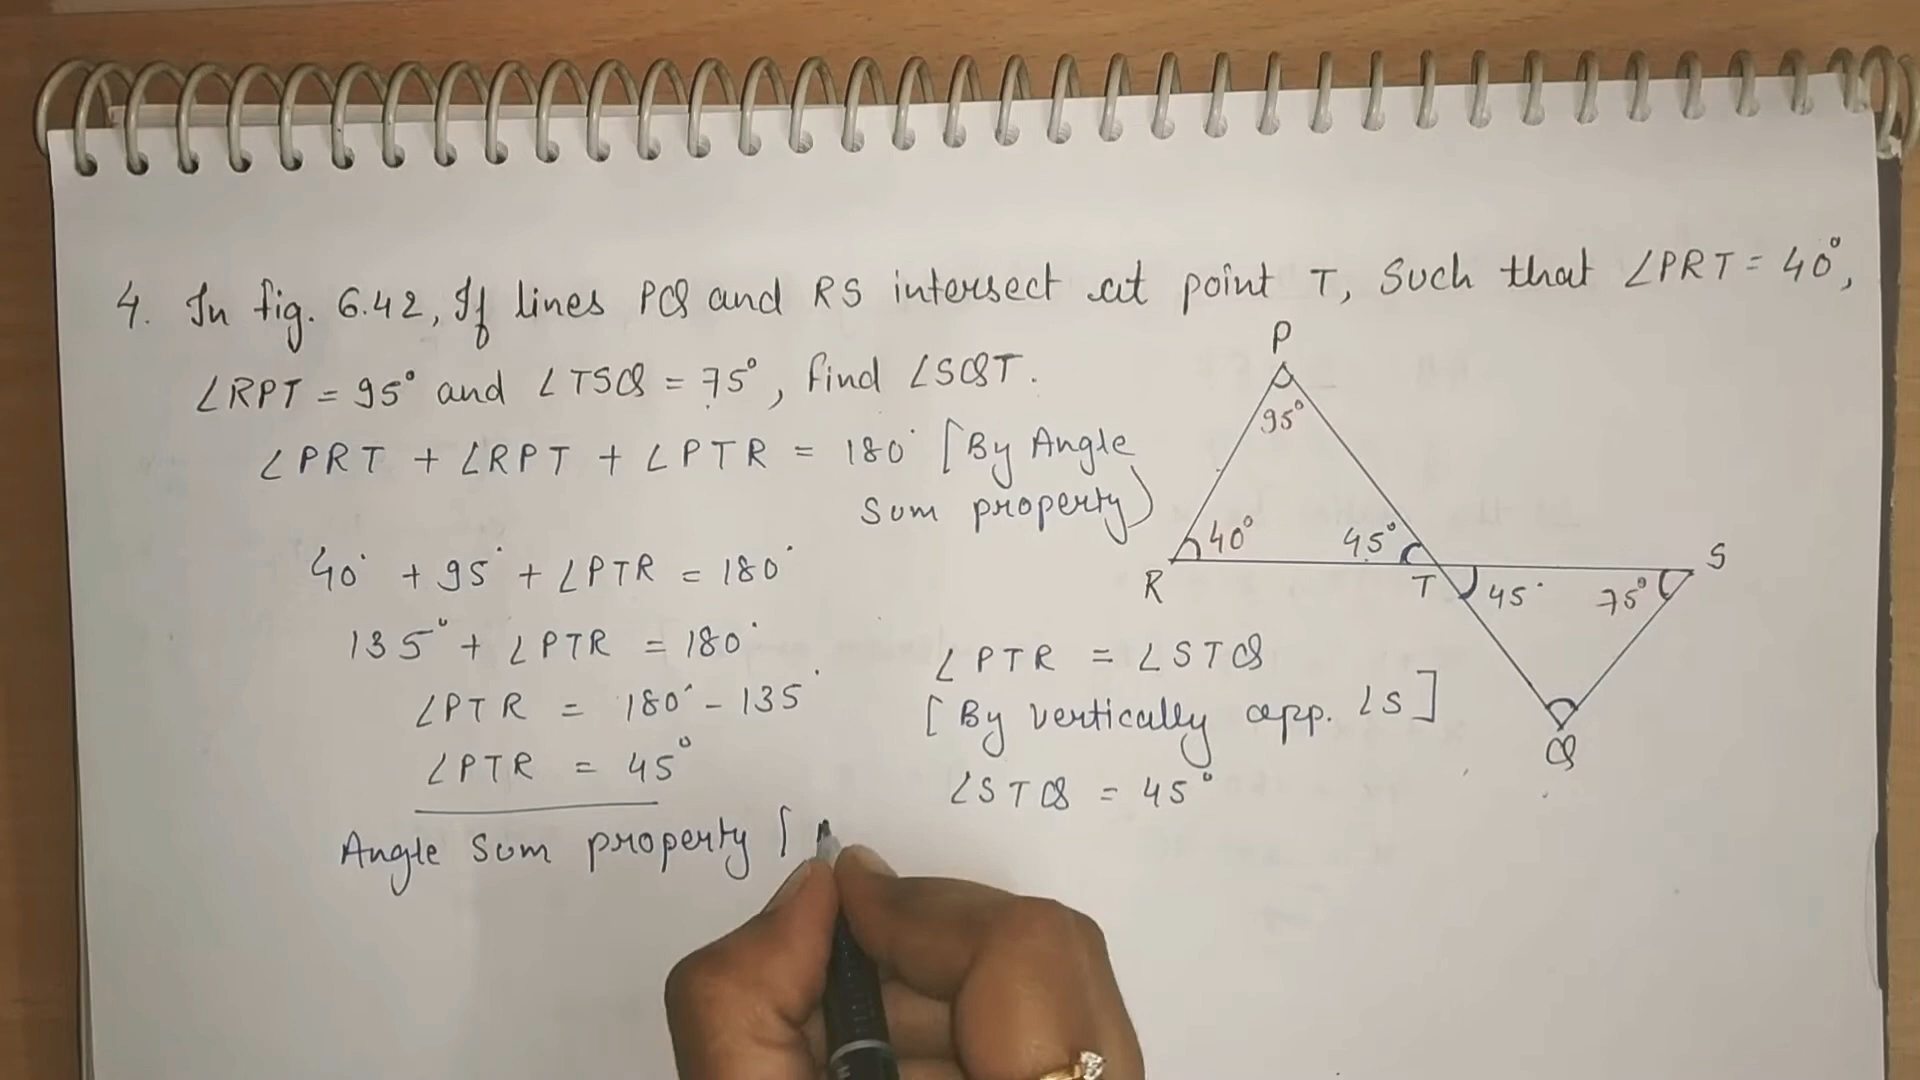 4. In fig. 6.42, If lines PQ and RS intersect at point T, Such that ∠PRT = 40°,
∠RPT = 95° and ∠TSQ = 75°, find ∠SQT.
∠PRT + ∠RPT + ∠PTR = 180° [By Angle
Sum property)
40° + 95° + ∠PTR = 180°
135° + ∠PTR = 180°
∠PTR = 180° - 135°
∠PTR = 45°
Angle Sum property [
∠PTR = ∠STQ
[By vertically opp. ∠S]
∠STQ = 45°
P
95°
40°
45°
R
T
45°
75°
S
Q